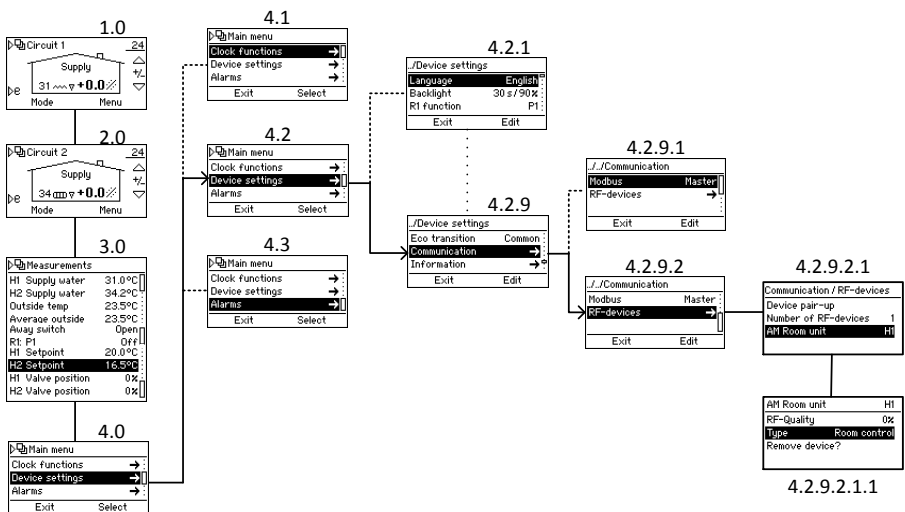 1.0
Circuit 1 24
Supply
31 +0.0
+/-
Mode Menu
2.0
Circuit 2 24
Supply
34 +0.0
+/-
Mode Menu
3.0
Measurements
H1 Supply water 31.0°C
H2 Supply water 34.2°C
Outside temp 23.5°C
Average outside 23.5°C
Away switch Open
R1: P1 Off
H1 Setpoint 20.0°C
H2 Setpoint 16.5°C
H1 Valve position 0%
H2 Valve position 0%
4.0
Main menu
Clock functions →
Device settings →
Alarms →
Exit Select
4.1
Main menu
Clock functions →
Device settings →
Alarms →
Exit Select
4.2
Main menu
Clock functions →
Device settings →
Alarms →
Exit Select
4.3
Main menu
Clock functions →
Device settings →
Alarms →
Exit Select
4.2.1
../Device settings
Language English
Backlight 30 s/90%
R1 function P1
Exit Edit
4.2.9
../Device settings
Eco transition Common
Communication →
Information →
Exit Edit
4.2.9.1
../../Communication
Modbus Master
RF-devices →
Exit Edit
4.2.9.2
../../Communication
Modbus Master
RF-devices →
Exit Edit
4.2.9.2.1
Communication / RF-devices
Device pair-up
Number of RF-devices 1
AM Room unit H1
AM Room unit H1
RF-Quality 0%
Type Room control
Remove device?
4.2.9.2.1.1